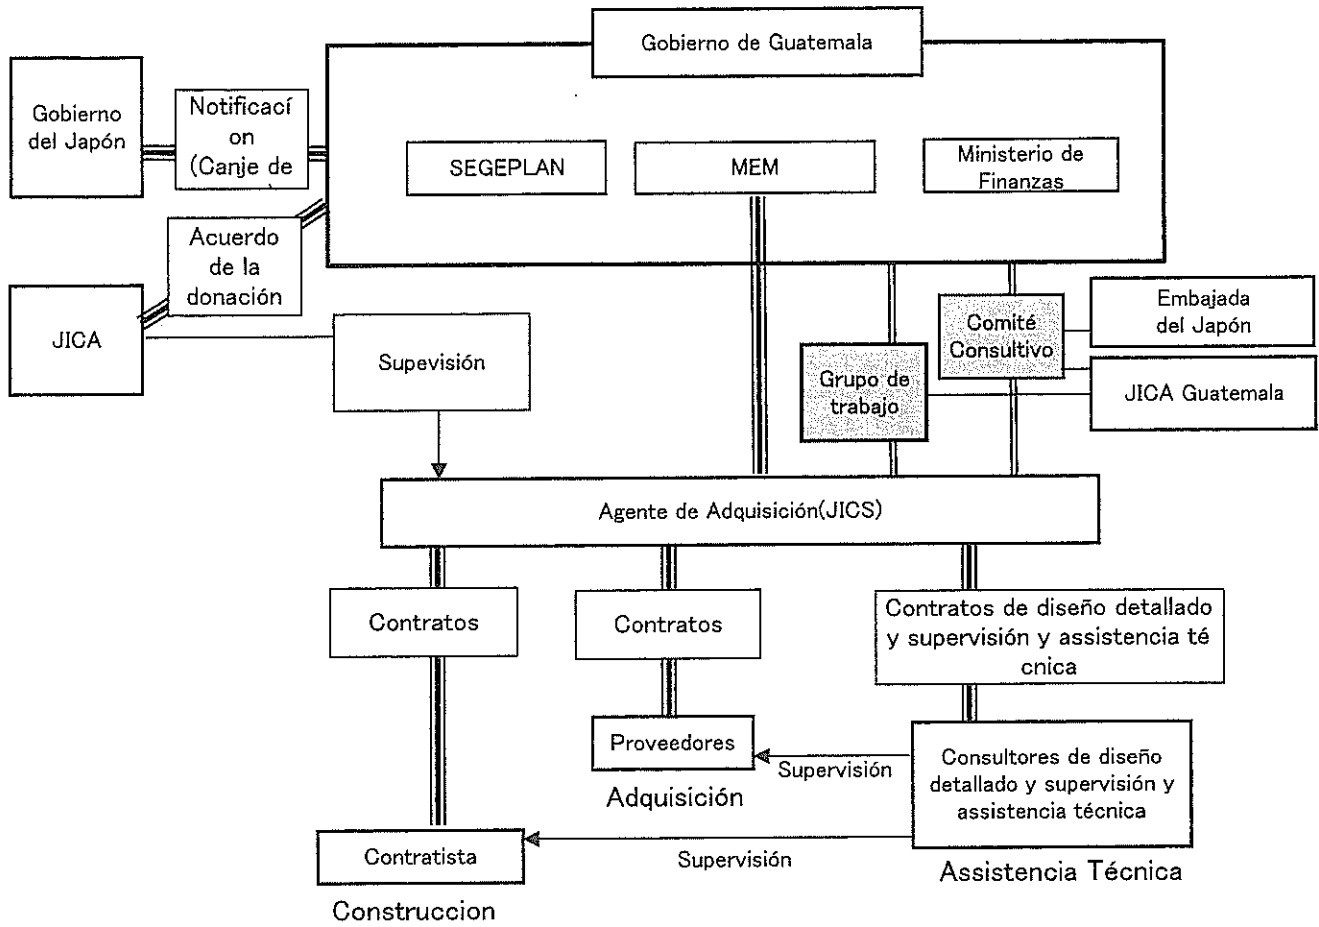 Gobierno de Guatemala
Gobierno
del Japón
Notificací
on
(Canje de
SEGEPLAN
MEM
Ministerio de
Finanzas
Acuerdo
de la
donación
JICA
Supevisión
Comité
Consultivo
Embajada
del Japón
Grupo de
trabajo
JICA Guatemala
Agente de Adquisición(JICS)
Contratos
Contratos
Contratos de diseño detallado
y supervisión y assistencia té
cnica
Proveedores
Adquisición
Supervisión
Consultores de diseño
detallado y supervisión y
assistencia técnica
Contratista
Supervisión
Assistencia Técnica
Construccion